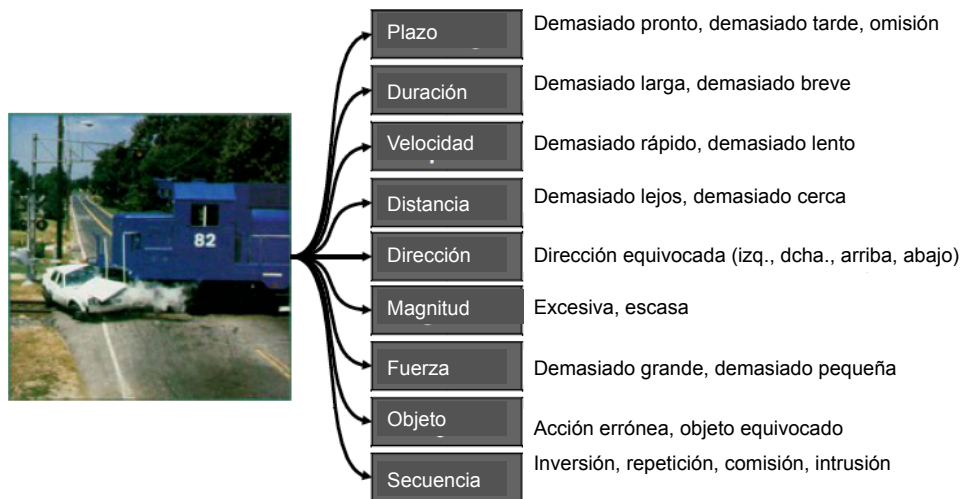 Plazo Demasiado pronto, demasiado tarde, omisión
Duración Demasiado larga, demasiado breve
Velocidad Demasiado rápido, demasiado lento
Distancia Demasiado lejos, demasiado cerca
82
Dirección Dirección equivocada (izq., dcha., arriba, abajo)
Magnitud Excesiva, escasa
Fuerza Demasiado grande, demasiado pequeña
Objeto Acción errónea, objeto equivocado
Secuencia Inversión, repetición, comisión, intrusión